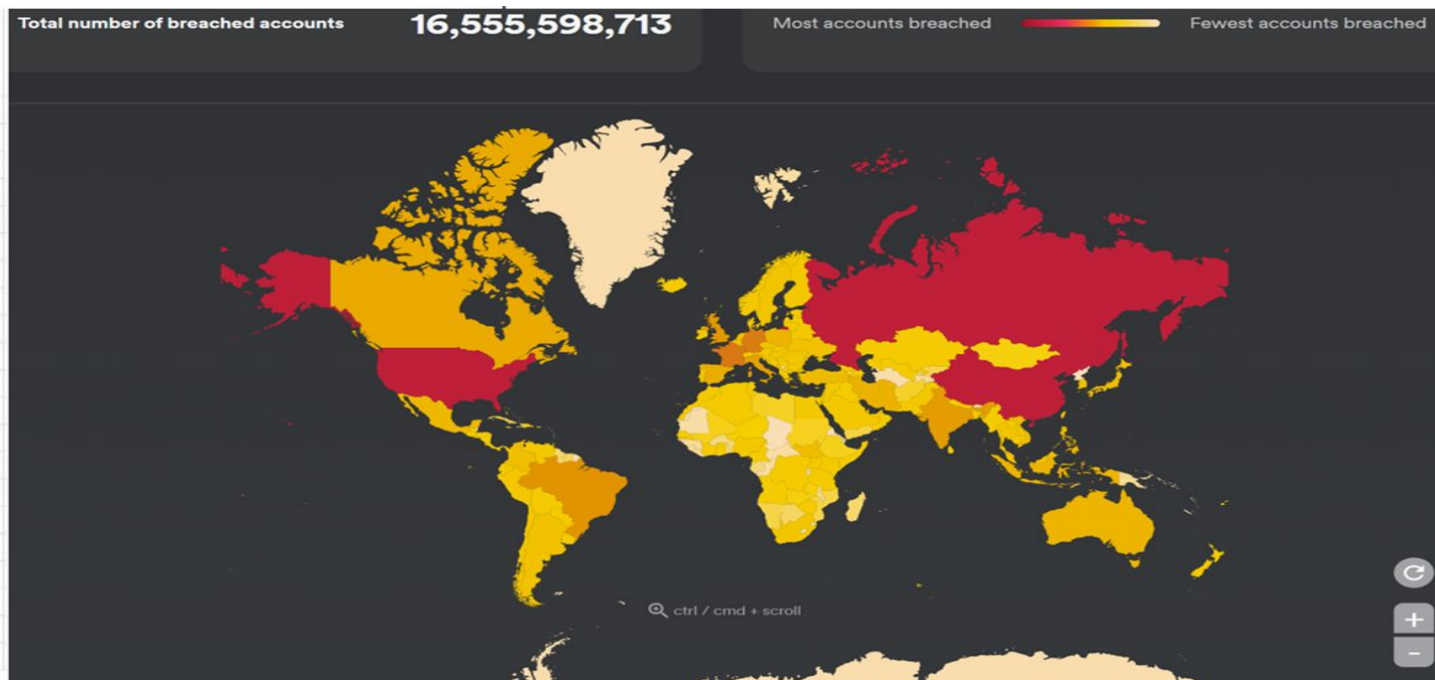 Total number of breached accounts
16,555,598,713
Most accounts breached
Fewest accounts breached
ctrl / cmd + scroll
+
-